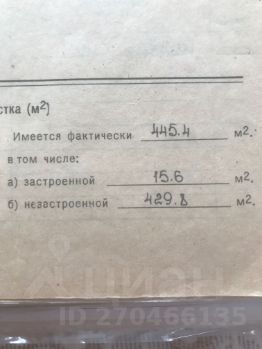 стка (м²)
Имеется фактически 445.4 м².
в том числе:
а) застроенной 15.6 м².
б) незастроенной 429.8 м².
циан
ID 270466135